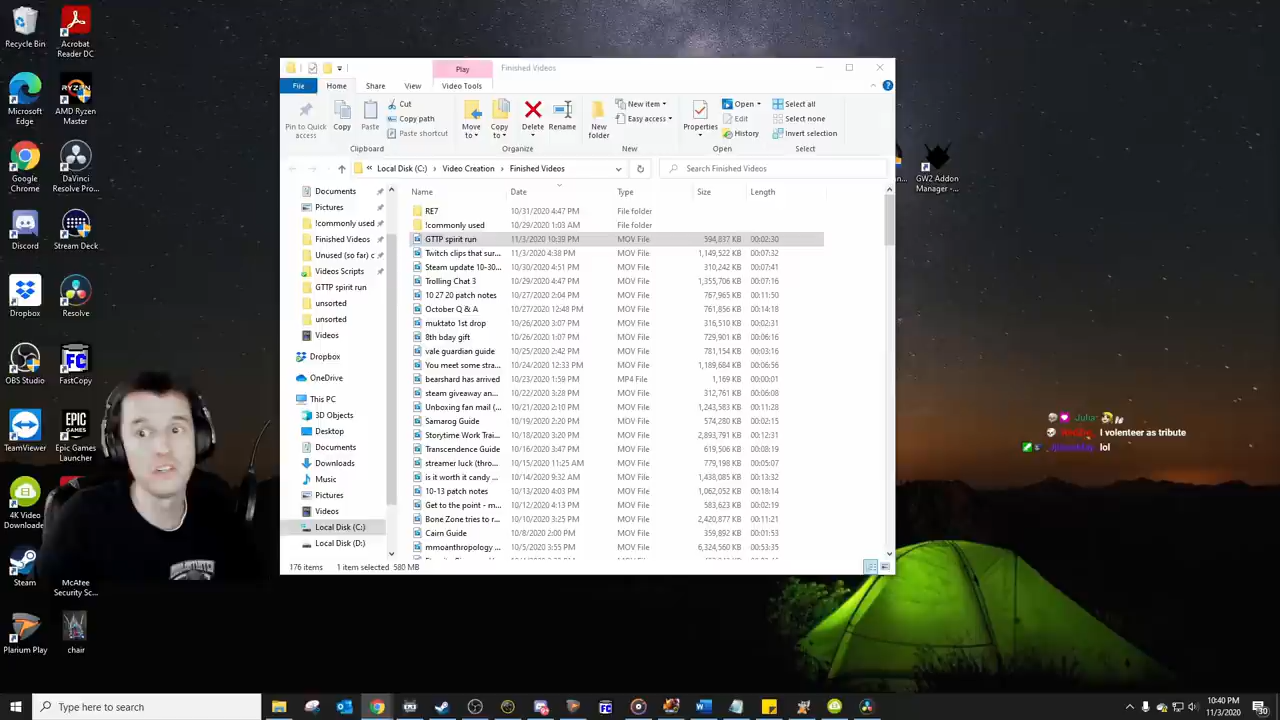 Recycle Bin
Acrobat
Reader DC
Microsoft
Edge
AMD Ryzen
Master
Google
Chrome
DaVinci
Resolve Pro...
Discord
Stream Deck
Dropbox
Resolve
OBS Studio
FastCopy
TeamViewer
Epic Games
Launcher
4K Video
Downloade...
Steam
McAfee
Security Sc...
Plarium Play
chair
GW2 Addon
Manager -...
Play
Finished Videos
File
Home
Share
View
Video Tools
Pin to Quick
access
Copy
Paste
Cut
Copy path
Paste shortcut
Clipboard
Move
to
Copy
to
Delete
Rename
Organize
New
folder
New item
Easy access
New
Properties
Open
Edit
History
Open
Select all
Select none
Invert selection
Select
Local Disk (C:) Video Creation Finished Videos
Search Finished Videos
Documents
Pictures
!commonly used
Finished Videos
Unused (so far) c
Videos Scripts
GTTP spirit run
unsorted
unsorted
Videos
Dropbox
OneDrive
This PC
3D Objects
Desktop
Documents
Downloads
Music
Pictures
Videos
Local Disk (C:)
Local Disk (D:)
Name Date Type Size Length
RE7 10/31/2020 4:47 PM File folder
!commonly used 10/29/2020 1:03 AM File folder
GTTP spirit run 11/3/2020 10:39 PM MOV File 594,837 KB 00:02:30
Twitch clips that sur... 11/3/2020 4:38 PM MOV File 1,149,522 KB 00:07:32
Steam update 10-30... 10/30/2020 4:51 PM MOV File 310,242 KB 00:07:41
Trolling Chat 3 10/29/2020 4:47 PM MOV File 1,355,706 KB 00:07:16
10 27 20 patch notes 10/27/2020 2:04 PM MOV File 767,965 KB 00:11:50
October Q & A 10/27/2020 12:48 PM MOV File 761,856 KB 00:14:18
muktato 1st drop 10/26/2020 3:07 PM MOV File 316,510 KB 00:02:31
8th bday gift 10/26/2020 1:07 PM MOV File 729,901 KB 00:06:16
vale guardian guide 10/25/2020 2:42 PM MOV File 781,154 KB 00:03:16
You meet some stra... 10/24/2020 12:33 PM MOV File 1,189,684 KB 00:06:56
bearshard has arrived 10/23/2020 1:59 PM MP4 File 1,169 KB 00:00:01
steam giveaway an... 10/22/2020 3:28 PM MOV File 312,761 KB 00:06:08
Unboxing fan mail (... 10/21/2020 2:10 PM MOV File 1,243,583 KB 00:11:28
Samarog Guide 10/19/2020 2:20 PM MOV File 574,280 KB 00:02:15
Storytime Work Trai... 10/18/2020 3:20 PM MOV File 2,893,791 KB 00:12:31
Transcendence Guide 10/16/2020 3:47 PM MOV File 619,506 KB 00:08:19
streamer luck (thro... 10/15/2020 11:25 AM MOV File 779,198 KB 00:05:07
is it worth it candy ... 10/14/2020 9:32 AM MOV File 1,438,085 KB 00:13:32
10-13 patch notes 10/13/2020 4:03 PM MOV File 1,062,052 KB 00:18:14
Get to the point - m... 10/12/2020 4:13 PM MOV File 583,623 KB 00:02:19
Bone Zone tries to r... 10/10/2020 3:25 PM MOV File 2,420,877 KB 00:11:21
Cairn Guide 10/8/2020 2:00 PM MOV File 359,892 KB 00:01:53
mmoanthropology ... 10/5/2020 3:55 PM MOV File 6,324,560 KB 00:53:35
176 items 1 item selected 580 MB
Julia
I volenteer as tribute
lol
Type here to search
10:40 PM
11/3/2020
30